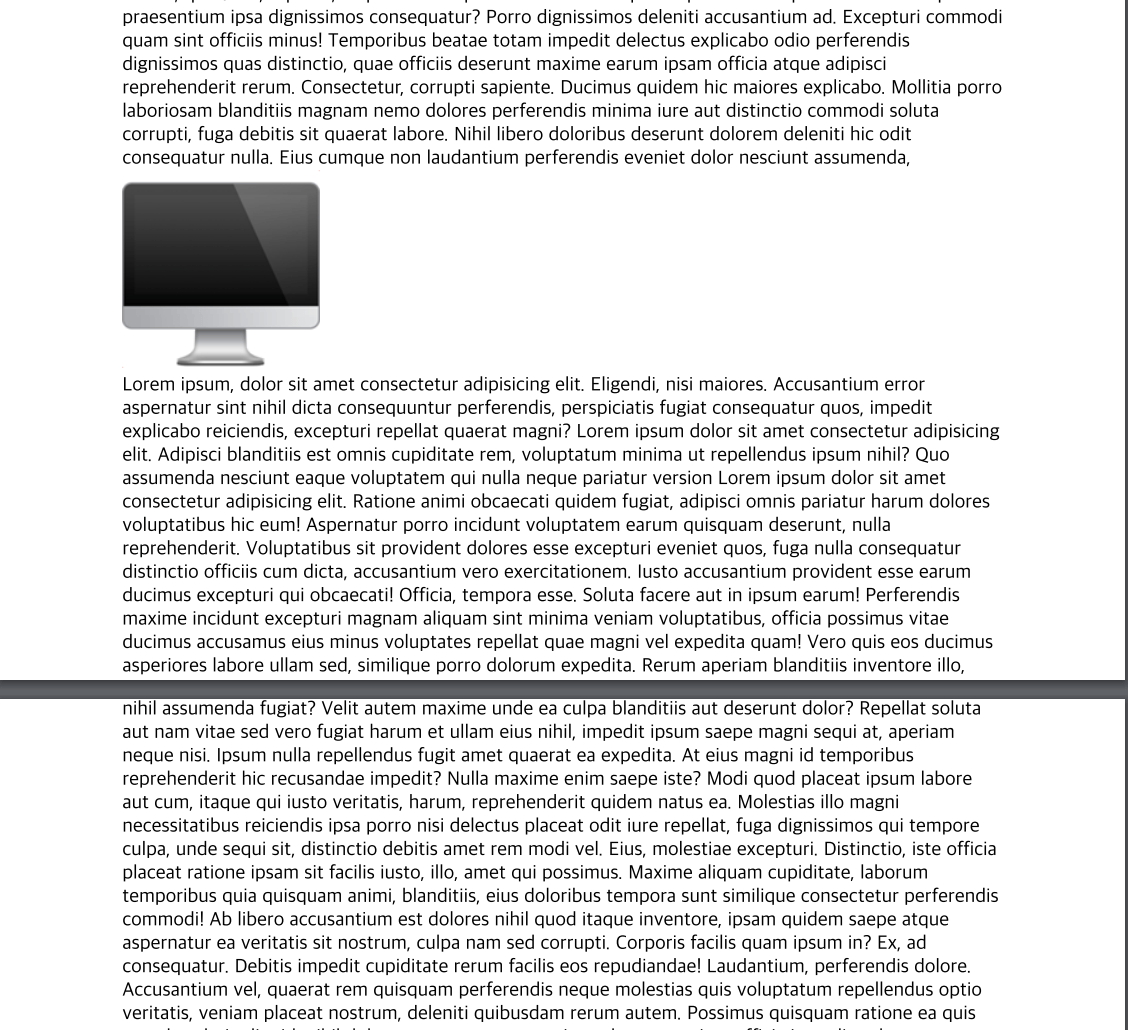 praesentium ipsa dignissimos consequatur? Porro dignissimos deleniti accusantium ad. Excepturi commodi
quam sint officiis minus! Temporibus beatae totam impedit delectus explicabo odio perferendis
dignissimos quas distinctio, quae officiis deserunt maxime earum ipsam officia atque adipisci
reprehenderit rerum. Consectetur, corrupti sapiente. Ducimus quidem hic maiores explicabo. Mollitia porro
laboriosam blanditiis magnam nemo dolores perferendis minima iure aut distinctio commodi soluta
corrupti, fuga debitis sit quaerat labore. Nihil libero doloribus deserunt dolorem deleniti hic odit
consequatur nulla. Eius cumque non laudantium perferendis eveniet dolor nesciunt assumenda,
Lorem ipsum, dolor sit amet consectetur adipisicing elit. Eligendi, nisi maiores. Accusantium error
aspernatur sint nihil dicta consequuntur perferendis, perspiciatis fugiat consequatur quos, impedit
explicabo reiciendis, excepturi repellat quaerat magni? Lorem ipsum dolor sit amet consectetur adipisicing
elit. Adipisci blanditiis est omnis cupiditate rem, voluptatum minima ut repellendus ipsum nihil? Quo
assumenda nesciunt eaque voluptatem qui nulla neque pariatur version Lorem ipsum dolor sit amet
consectetur adipisicing elit. Ratione animi obcaecati quidem fugiat, adipisci omnis pariatur harum dolores
voluptatibus hic eum! Aspernatur porro incidunt voluptatem earum quisquam deserunt, nulla
reprehenderit. Voluptatibus sit provident dolores esse excepturi eveniet quos, fuga nulla consequatur
distinctio officiis cum dicta, accusantium vero exercitationem. Iusto accusantium provident esse earum
ducimus excepturi qui obcaecati! Officia, tempora esse. Soluta facere aut in ipsum earum! Perferendis
maxime incidunt excepturi magnam aliquam sint minima veniam voluptatibus, officia possimus vitae
ducimus accusamus eius minus voluptates repellat quae magni vel expedita quam! Vero quis eos ducimus
asperiores labore ullam sed, similique porro dolorum expedita. Rerum aperiam blanditiis inventore illo,
nihil assumenda fugiat? Velit autem maxime unde ea culpa blanditiis aut deserunt dolor? Repellat soluta
aut nam vitae sed vero fugiat harum et ullam eius nihil, impedit ipsum saepe magni sequi at, aperiam
neque nisi. Ipsum nulla repellendus fugit amet quaerat ea expedita. At eius magni id temporibus
reprehenderit hic recusandae impedit? Nulla maxime enim saepe iste? Modi quod placeat ipsum labore
aut cum, itaque qui iusto veritatis, harum, reprehenderit quidem natus ea. Molestias illo magni
necessitatibus reiciendis ipsa porro nisi delectus placeat odit iure repellat, fuga dignissimos qui tempore
culpa, unde sequi sit, distinctio debitis amet rem modi vel. Eius, molestiae excepturi. Distinctio, iste officia
placeat ratione ipsam sit facilis iusto, illo, amet qui possimus. Maxime aliquam cupiditate, laborum
temporibus quia quisquam animi, blanditiis, eius doloribus tempora sunt similique consectetur perferendis
commodi! Ab libero accusantium est dolores nihil quod itaque inventore, ipsam quidem saepe atque
aspernatur ea veritatis sit nostrum, culpa nam sed corrupti. Corporis facilis quam ipsum in? Ex, ad
consequatur. Debitis impedit cupiditate rerum facilis eos repudiandae! Laudantium, perferendis dolore.
Accusantium vel, quaerat rem quisquam perferendis neque molestias quis voluptatum repellendus optio
veritatis, veniam placeat nostrum, deleniti quibusdam rerum autem. Possimus quisquam ratione ea quis